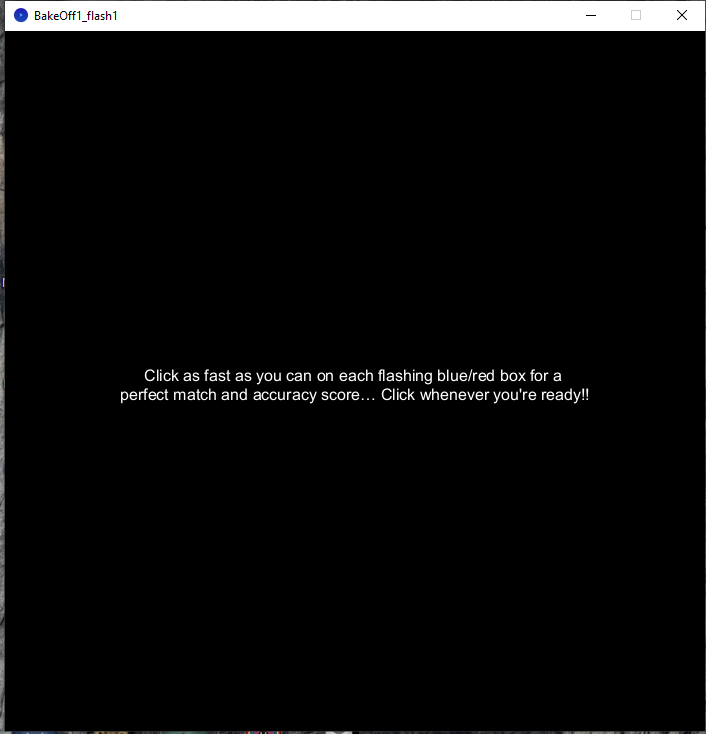 BakeOff1_flash1
Click as fast as you can on each flashing blue/red box for a
perfect match and accuracy score… Click whenever you're ready!!